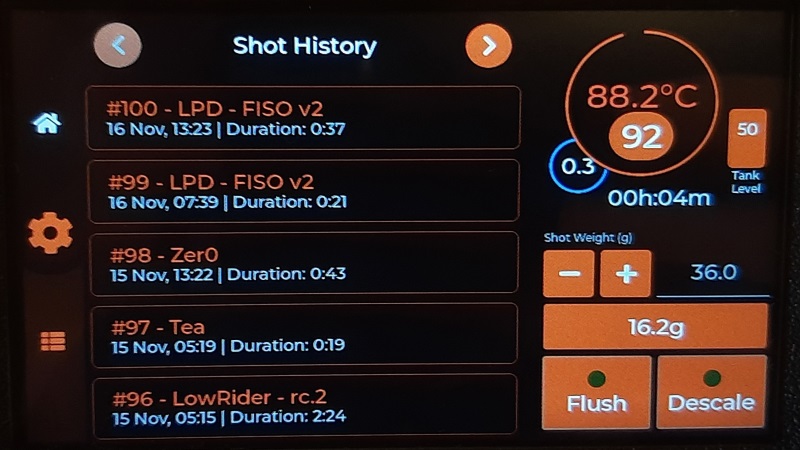 Shot History
#100 - LPD - FISO v2
16 Nov, 13:23 | Duration: 0:37
#99 - LPD - FISO v2
16 Nov, 07:39 | Duration: 0:21
#98 - Zer0
15 Nov, 13:22 | Duration: 0:43
#97 - Tea
15 Nov, 05:19 | Duration: 0:19
#96 - LowRider - rc.2
15 Nov, 05:15 | Duration: 2:24
88.2°C
92
0.3
50
Tank
Level
00h:04m
Shot Weight (g)
36.0
16.2g
Flush
Descale